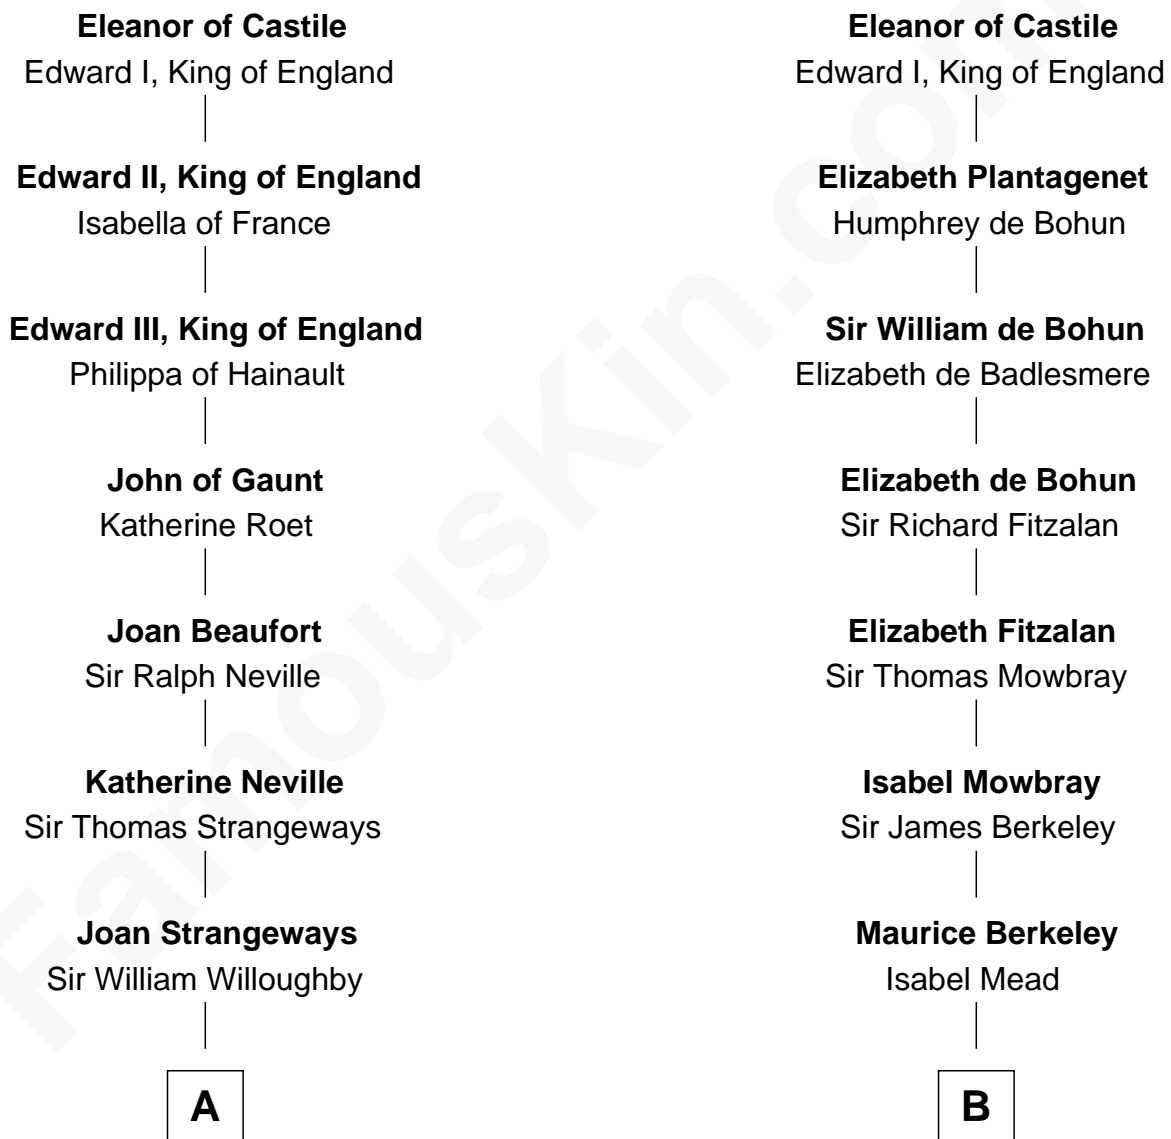 Eleanor of Castile
Edward I, King of England
Edward II, King of England
Isabella of France
Edward III, King of England
Philippa of Hainault
John of Gaunt
Katherine Roet
Joan Beaufort
Sir Ralph Neville
Katherine Neville
Sir Thomas Strangeways
Joan Strangeways
Sir William Willoughby
A
Eleanor of Castile
Edward I, King of England
Elizabeth Plantagenet
Humphrey de Bohun
Sir William de Bohun
Elizabeth de Badlesmere
Elizabeth de Bohun
Sir Richard Fitzalan
Elizabeth Fitzalan
Sir Thomas Mowbray
Isabel Mowbray
Sir James Berkeley
Maurice Berkeley
Isabel Mead
B
FamousKin.com